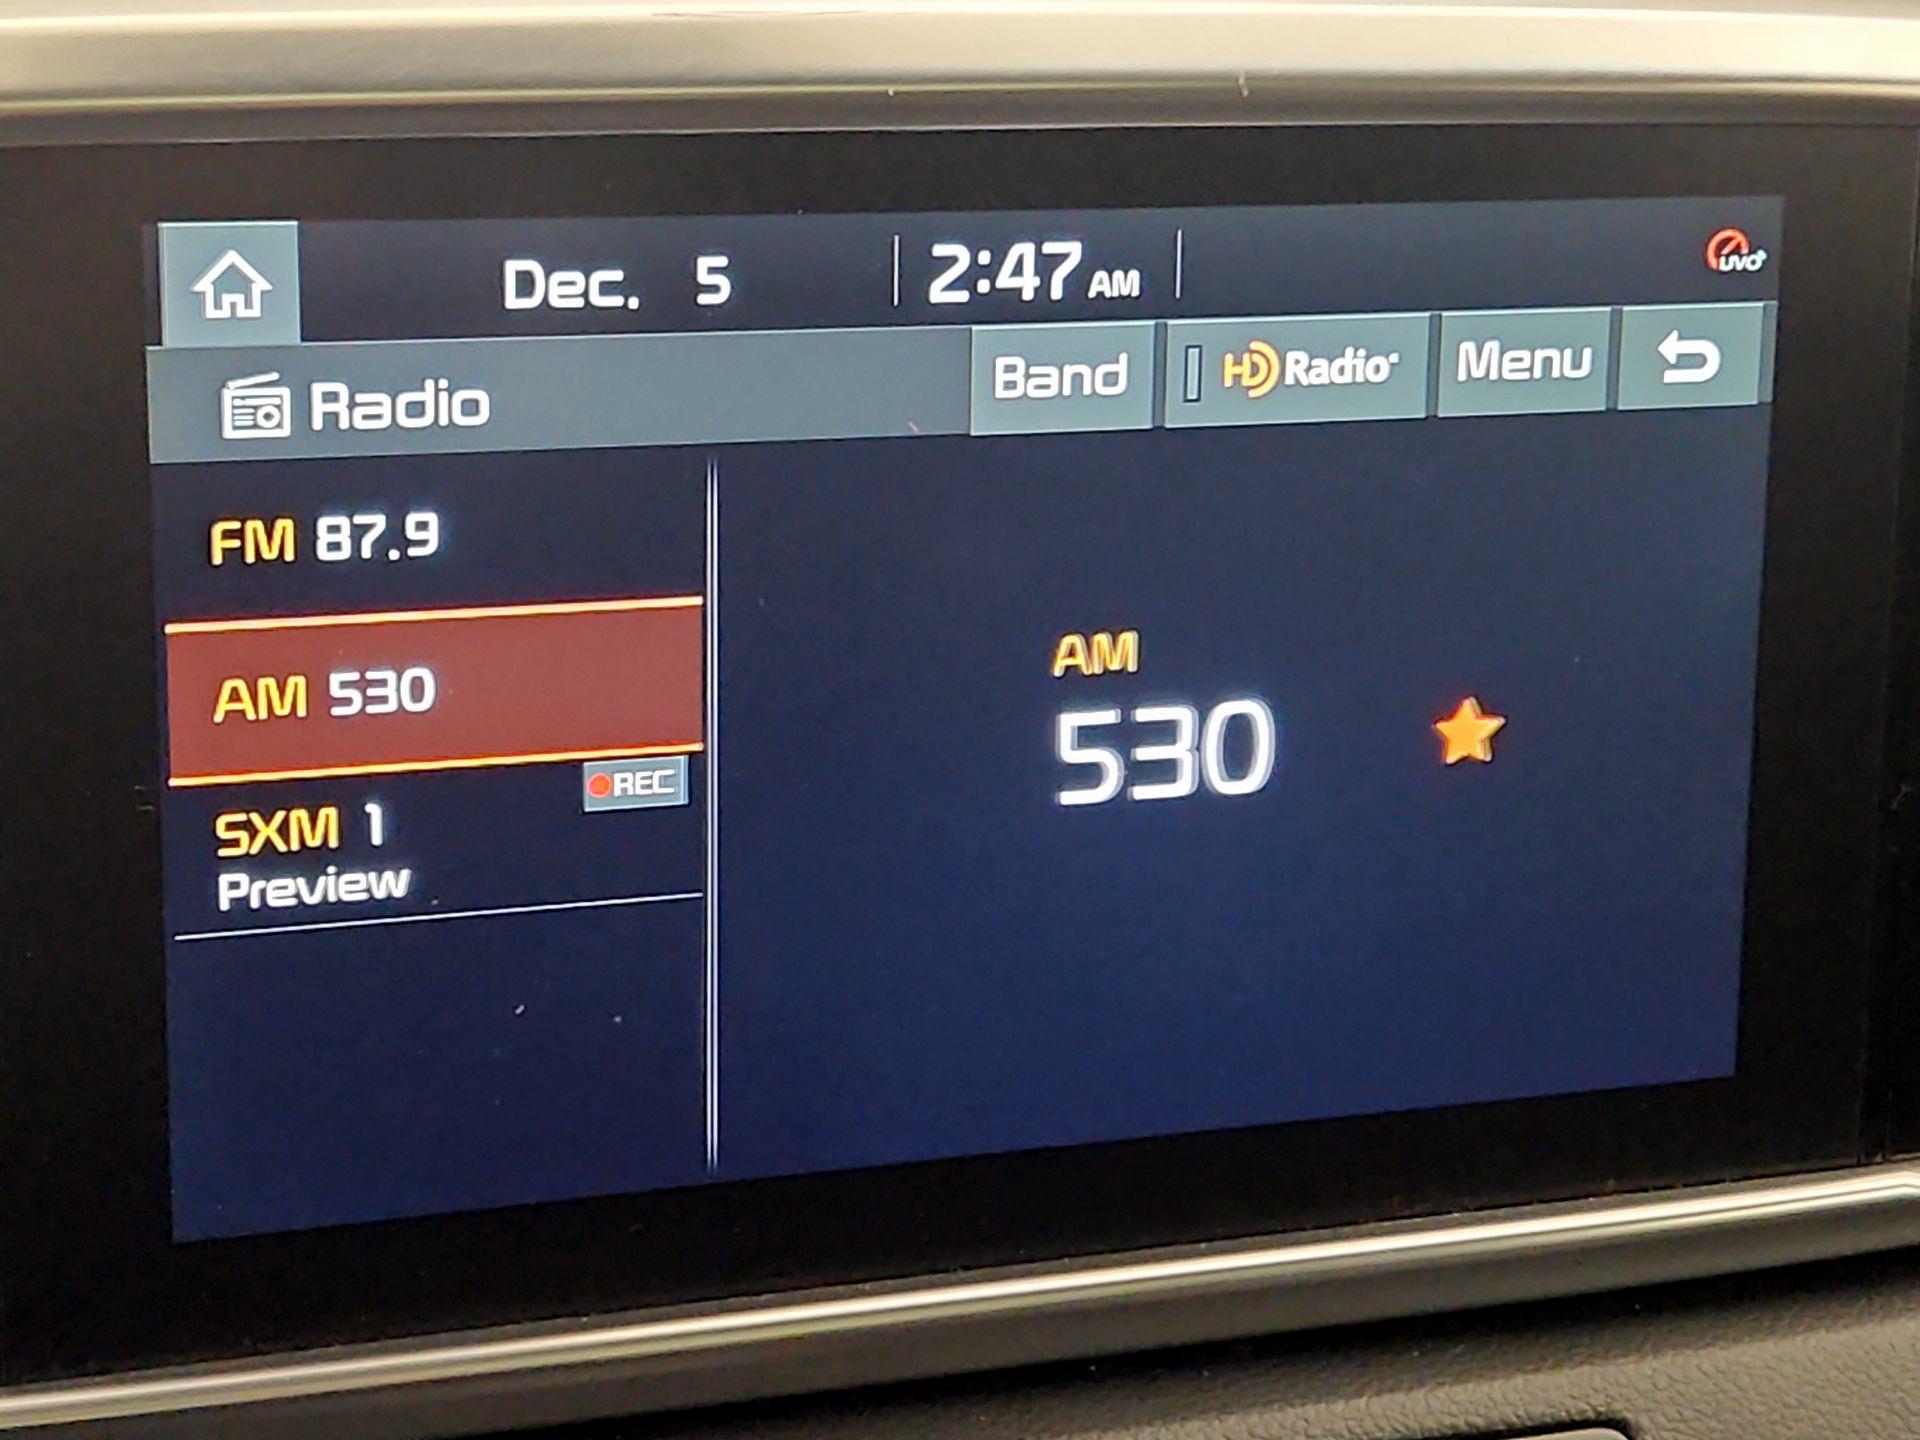 Dec. 5 2:47 AM
UVO
Radio Band HD Radio Menu
FM 87.9
AM 530
REC
SXM 1
Preview
AM
530